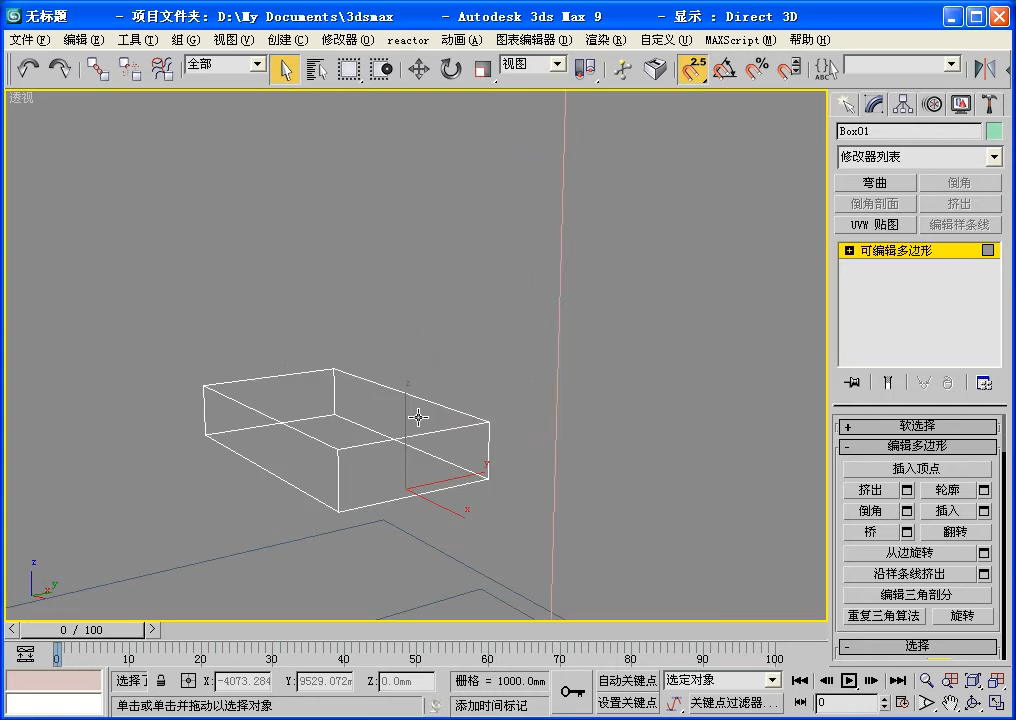 无标题 - 项目文件夹: D:\My Documents\3dsmax - Autodesk 3ds Max 9 - 显示 : Direct 3D
文件(F) 编辑(E) 工具(T) 组(G) 视图(V) 创建(C) 修改器(O) reactor 动画(A) 图表编辑器(D) 渲染(R) 自定义(U) MAXScript(M) 帮助(H)
全部 视图 2.5 % ABC
透视
Box01
修改器列表
弯曲 倒角
倒角剖面 挤出
UVW 贴图 编辑样条线
可编辑多边形
+ 软选择
- 编辑多边形
插入顶点
挤出 轮廓
倒角 插入
桥 翻转
从边旋转
沿样条线挤出
编辑三角剖分
重复三角算法 旋转
- 选择
z
y
x
z
y
x
< 0 / 100 >
0 10 20 30 40 50 60 70 80 90 100
选择了 X: -4073.284 Y: 9529.072m Z: 0.0mm 栅格 = 1000.0mm 自动关键点 选定对象
单击或单击并拖动以选择对象 添加时间标记 设置关键点 关键点过滤器... 0